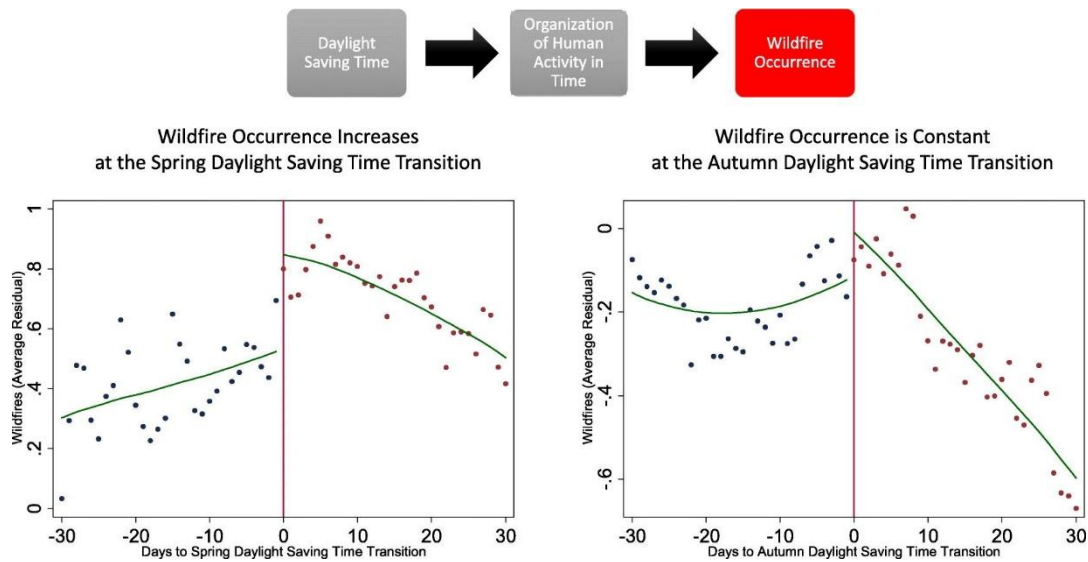 Daylight
Saving Time
Organization
of Human
Activity in
Time
Wildfire
Occurrence
Wildfire Occurrence Increases
at the Spring Daylight Saving Time Transition
Wildfires (Average Residual)
1
.8
.6
.4
.2
0
-30
-20
-10
0
10
20
30
Days to Spring Daylight Saving Time Transition
Wildfire Occurrence is Constant
at the Autumn Daylight Saving Time Transition
Wildfires (Average Residual)
0
-.2
-.4
-.6
-30
-20
-10
0
10
20
30
Days to Autumn Daylight Saving Time Transition